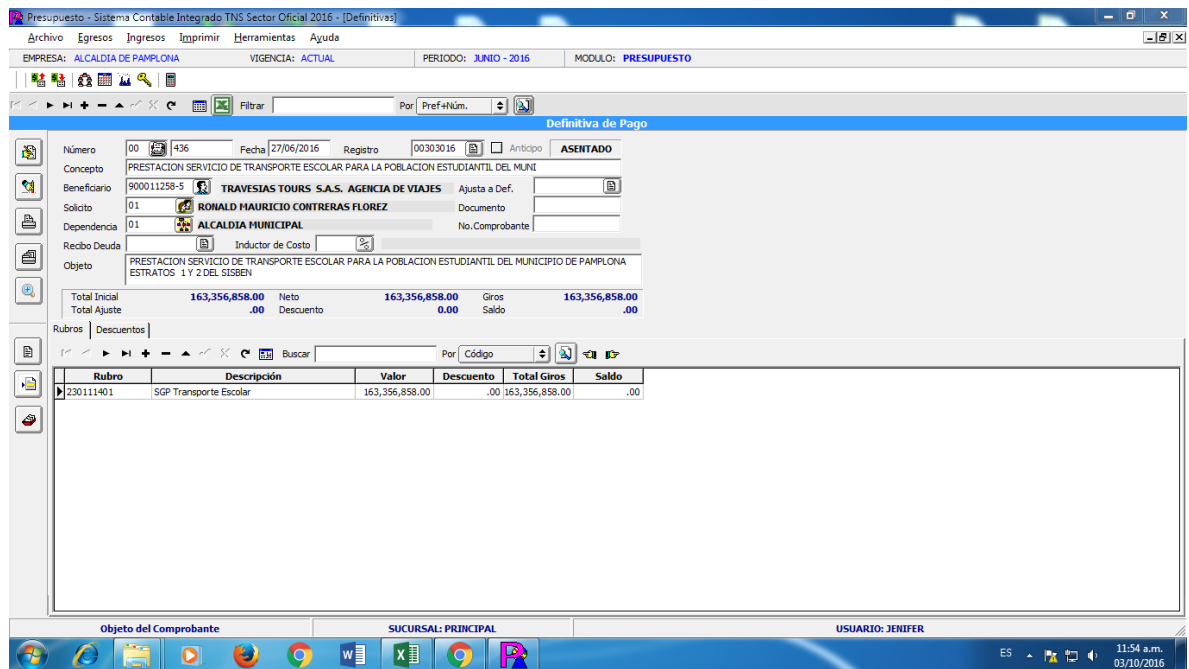 Presupuesto - Sistema Contable Integrado TNS Sector Oficial 2016 - [Definitivas]
Archivo Egresos Ingresos Imprimir Herramientas Ayuda
EMPRESA: ALCALDIA DE PAMPLONA VIGENCIA: ACTUAL PERIODO: JUNIO - 2016 MODULO: PRESUPUESTO
Filtrar Por Pref+Núm.
Definitiva de Pago
Número 00 436 Fecha 27/06/2016 Registro 00303016 Anticipo ASENTADO
Concepto PRESTACION SERVICIO DE TRANSPORTE ESCOLAR PARA LA POBLACION ESTUDIANTIL DEL MUNI
Beneficiario 900011258-5 TRAVESIAS TOURS S.A.S. AGENCIA DE VIAJES Ajusta a Def.
Solicito 01 RONALD MAURICIO CONTRERAS FLOREZ Documento
Dependencia 01 ALCALDIA MUNICIPAL No.Comprobante
Recibo Deuda Inductor de Costo
Objeto PRESTACION SERVICIO DE TRANSPORTE ESCOLAR PARA LA POBLACION ESTUDIANTIL DEL MUNICIPIO DE PAMPLONA
ESTRATOS 1 Y 2 DEL SISBEN
Total Inicial 163,356,858.00 Neto 163,356,858.00 Giros 163,356,858.00
Total Ajuste .00 Descuento 0.00 Saldo .00
Rubros Descuentos
Buscar Por Código
Rubro Descripción Valor Descuento Total Giros Saldo
230111401 SGP Transporte Escolar 163,356,858.00 .00 163,356,858.00 .00
Objeto del Comprobante SUCURSAL: PRINCIPAL USUARIO: JENIFER
ES 11:54 a.m.
03/10/2016